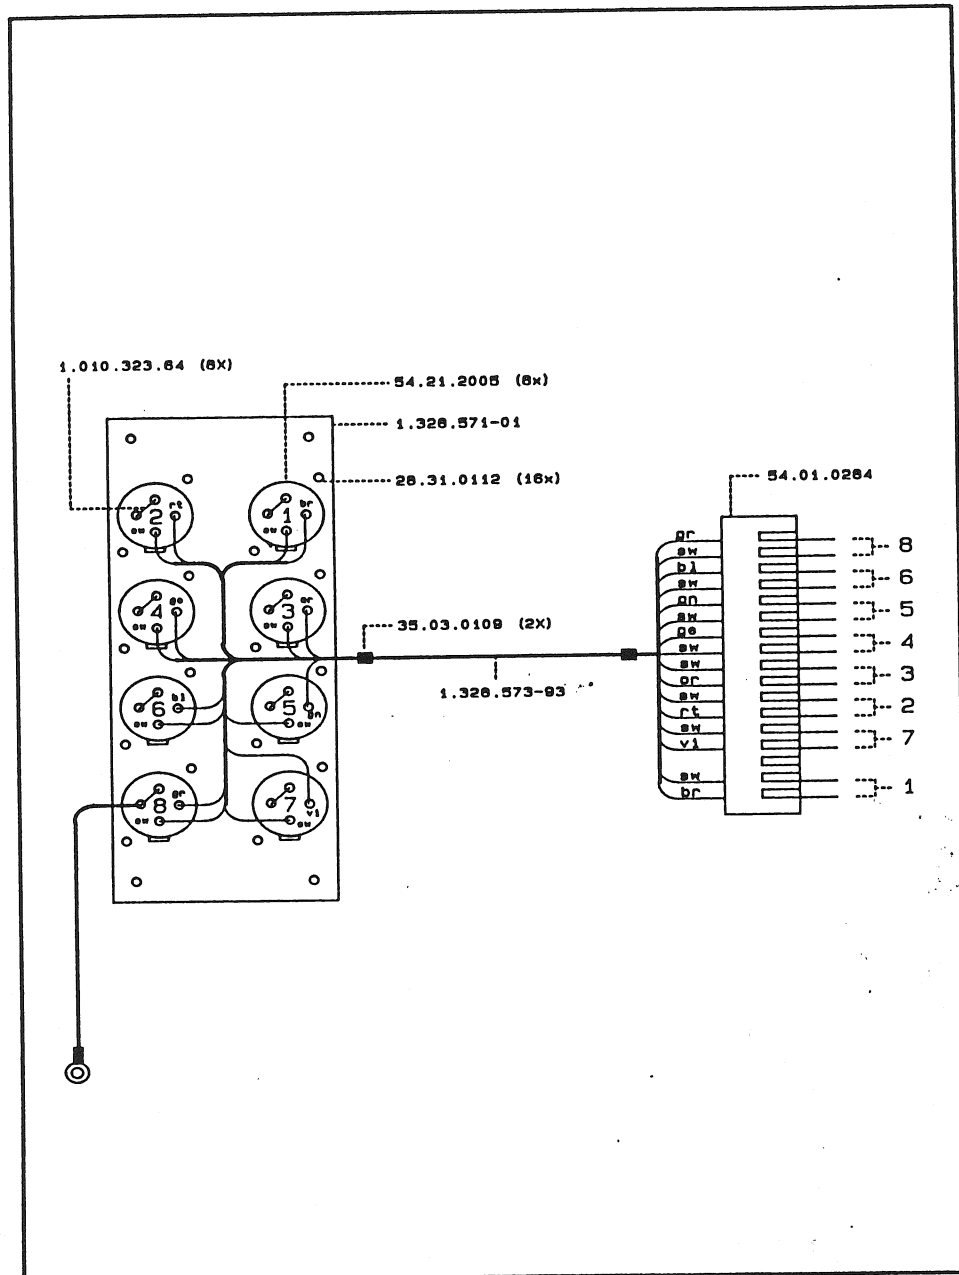 1.010.323.64 (8X)
54.21.2005 (8x)
1.328.571-01
28.31.0112 (16x)
54.01.0284
rt
2
sw
br
1
sw
ge
4
sw
or
3
sw
35.03.0109 (2X)
1.328.573-93
bl
6
sw
5
gn
sw
gr
8
sw
7
vi
sw
gr
sw
bl
sw
gn
sw
ge
sw
sw
or
sw
rt
sw
vi
sw
br
8
6
5
4
3
2
7
1